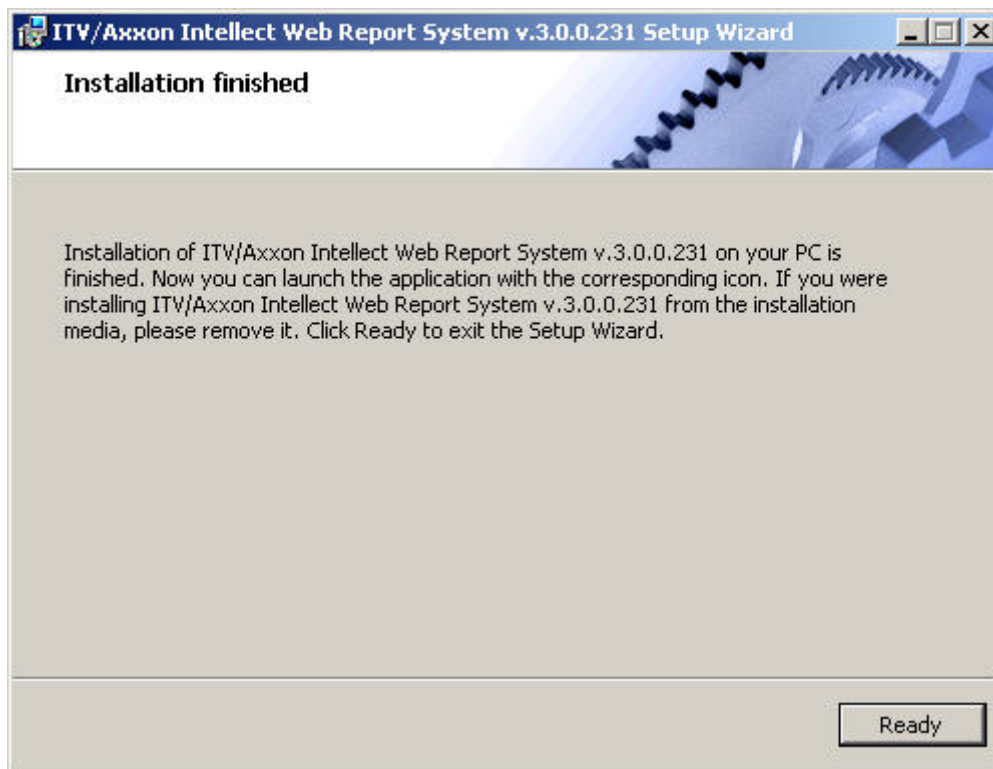 ITV/Axxon Intellect Web Report System v.3.0.0.231 Setup Wizard
Installation finished
Installation of ITV/Axxon Intellect Web Report System v.3.0.0.231 on your PC is
finished. Now you can launch the application with the corresponding icon. If you were
installing ITV/Axxon Intellect Web Report System v.3.0.0.231 from the installation
media, please remove it. Click Ready to exit the Setup Wizard.
Ready